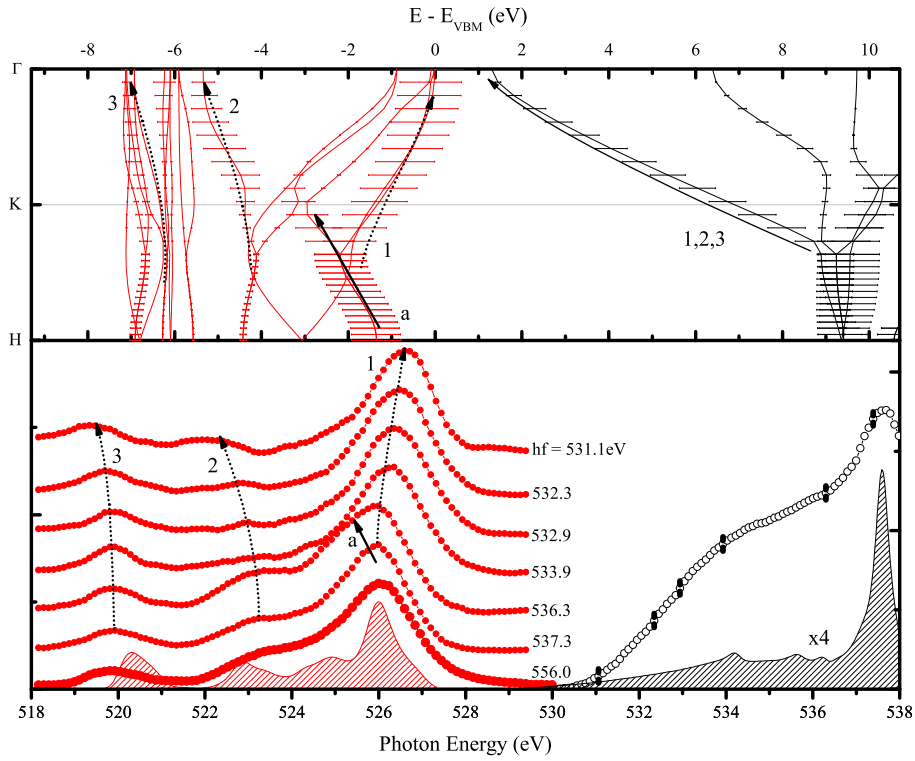 E - E_VBM (eV)
-8 -6 -4 -2 0 2 4 6 8 10
Γ
3 2
K
1 1,2,3
a
H
1
3 2 hf = 531.1eV
532.3
a 532.9
533.9
536.3
537.3
x4
556.0
518 520 522 524 526 528 530 532 534 536 538
Photon Energy (eV)